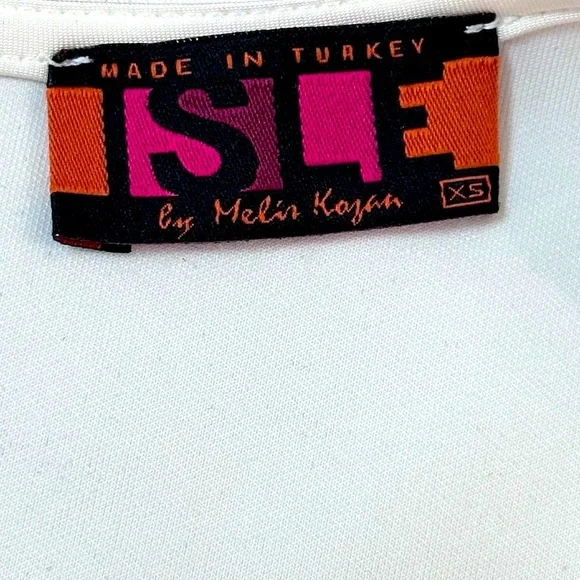 MADE IN TURKEY
ISLE
by Melis Kozan
XS